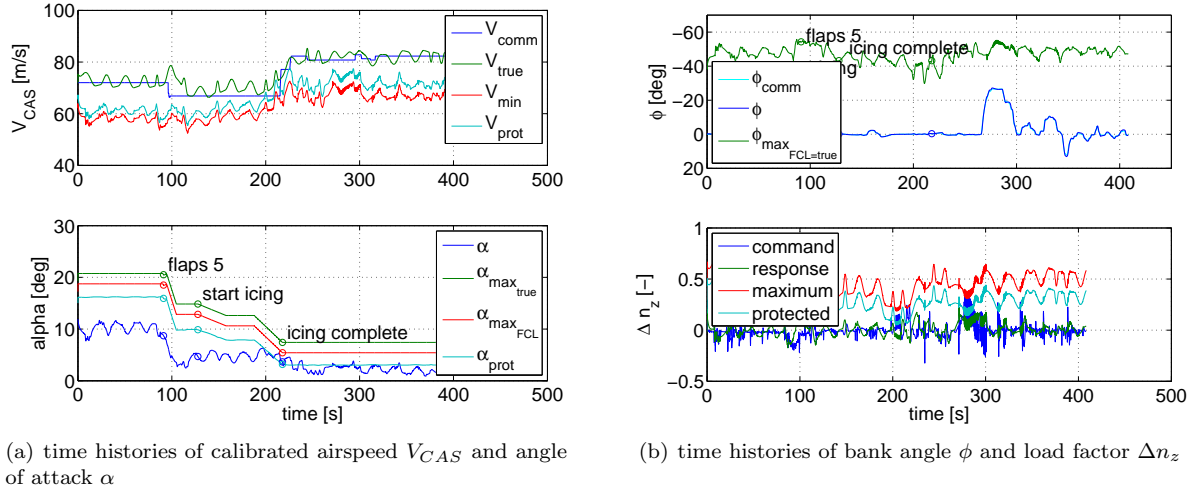 100
80
60
40
V_CAS [m/s]
V_comm
V_true
V_min
V_prot
0 100 200 300 400 500
30
20
10
0
alpha [deg]
flaps 5
start icing
icing complete
α
α_max_true
α_max_FCL
α_prot
0 100 200 300 400 500
time [s]
(a) time histories of calibrated airspeed V_CAS and angle
of attack α
−60
−40
−20
0
20
φ [deg]
flaps 5
icing complete
φ_comm
φ
φ_max_FCL=true
0 100 200 300 400
1
0.5
0
−0.5
Δ n_z [−]
command
response
maximum
protected
0 100 200 300 400
time [s]
(b) time histories of bank angle φ and load factor Δn_z